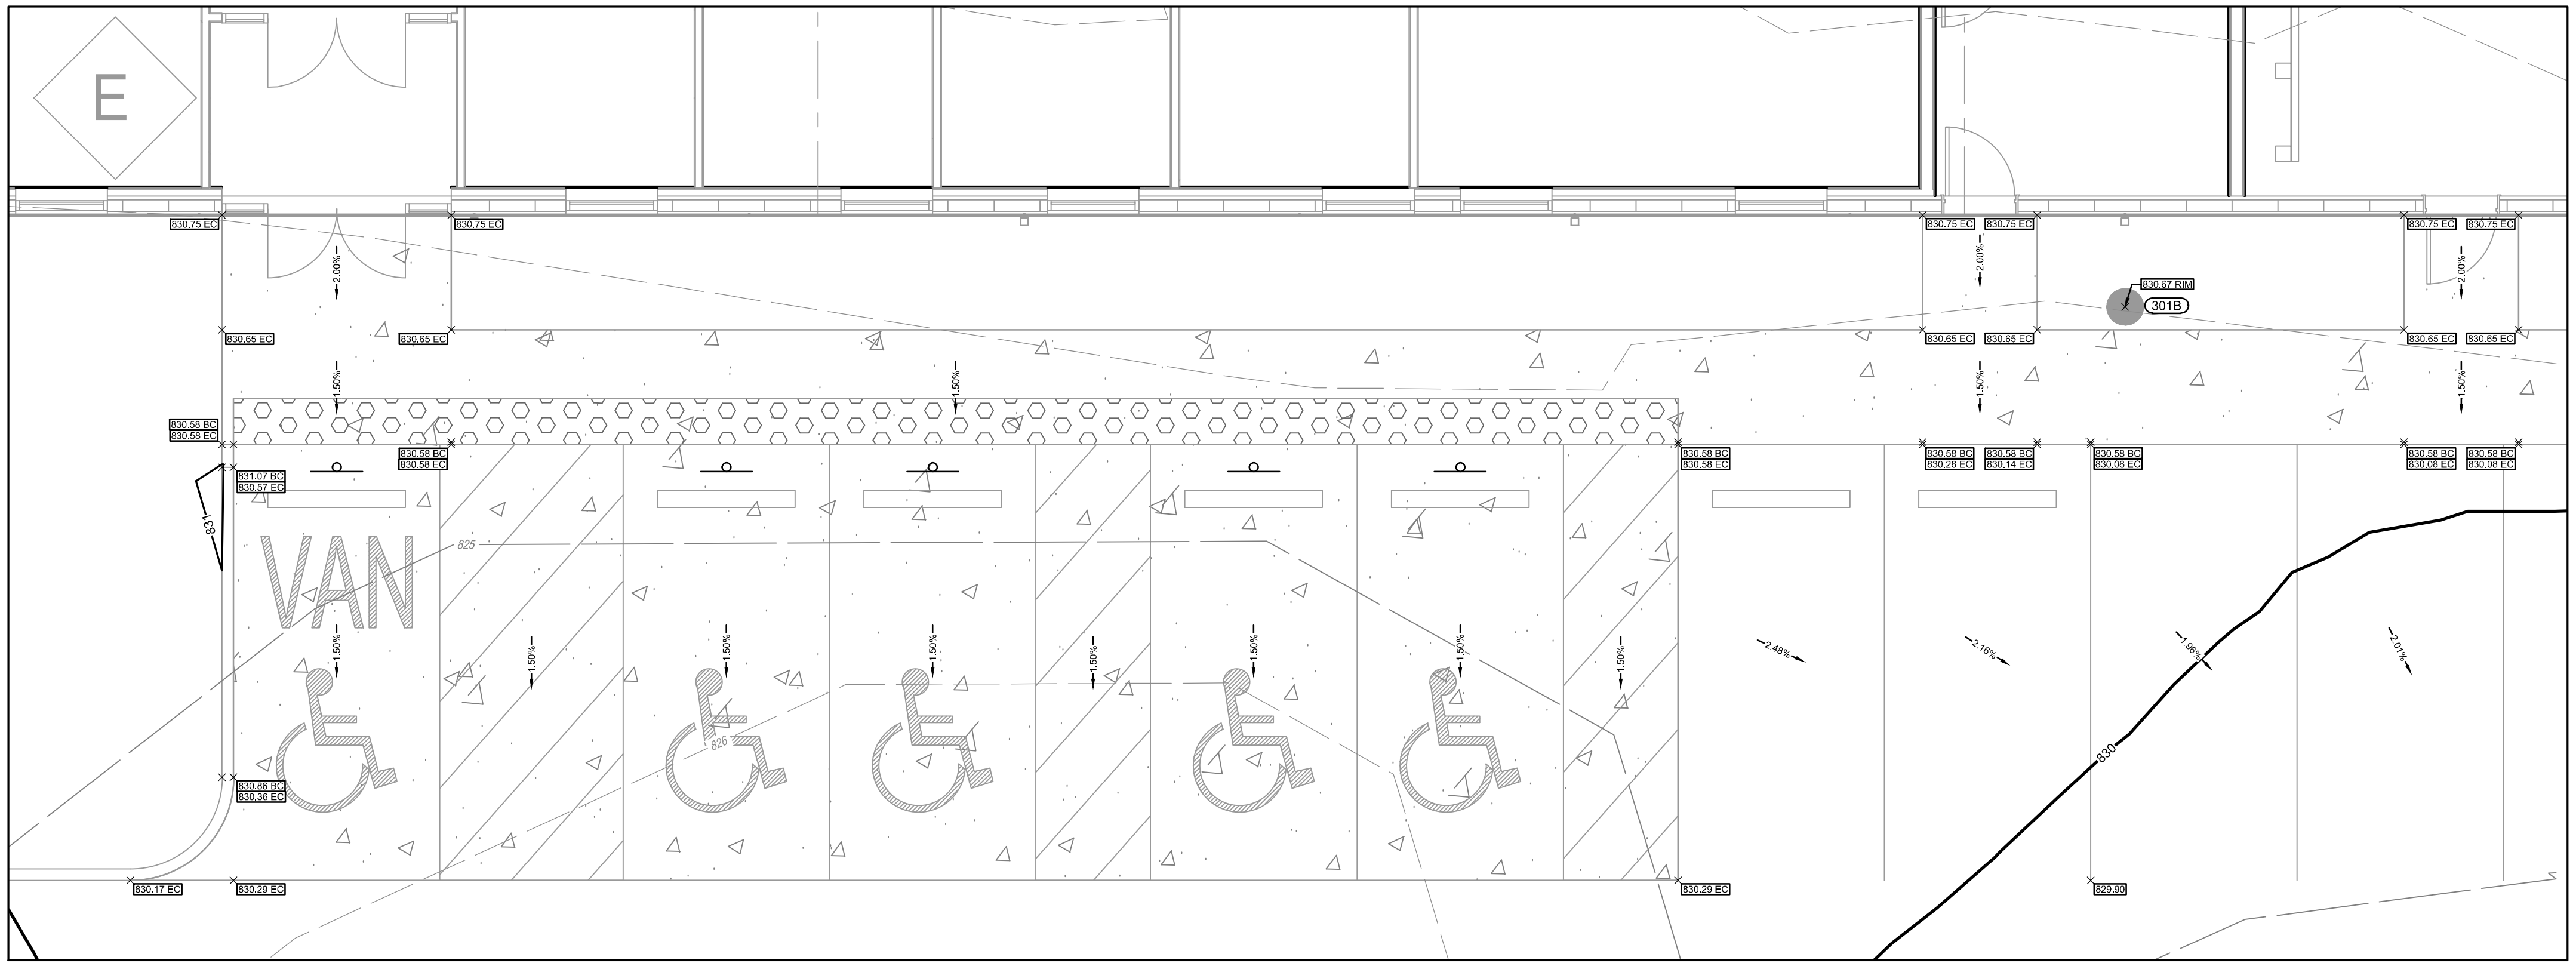 E
830.75 EC
830.75 EC
830.75 EC
830.75 EC
830.75 EC
830.75 EC
2.00%
2.00%
2.00%
830.67 RIM
301B
830.65 EC
830.65 EC
830.65 EC
830.65 EC
830.65 EC
830.65 EC
1.50%
1.50%
1.50%
1.50%
830.58 BC
830.58 EC
830.58 BC
830.58 EC
830.58 BC
830.58 EC
830.58 BC
830.28 EC
830.58 BC
830.14 EC
830.58 BC
830.08 EC
830.58 BC
830.08 EC
830.58 BC
830.08 EC
831.07 BC
830.57 EC
831
825
VAN
1.50%
1.50%
1.50%
1.50%
1.50%
1.50%
1.50%
1.50%
2.48%
2.16%
1.96%
2.01%
826
830
830.86 BC
830.36 EC
830.17 EC
830.29 EC
830.29 EC
829.90